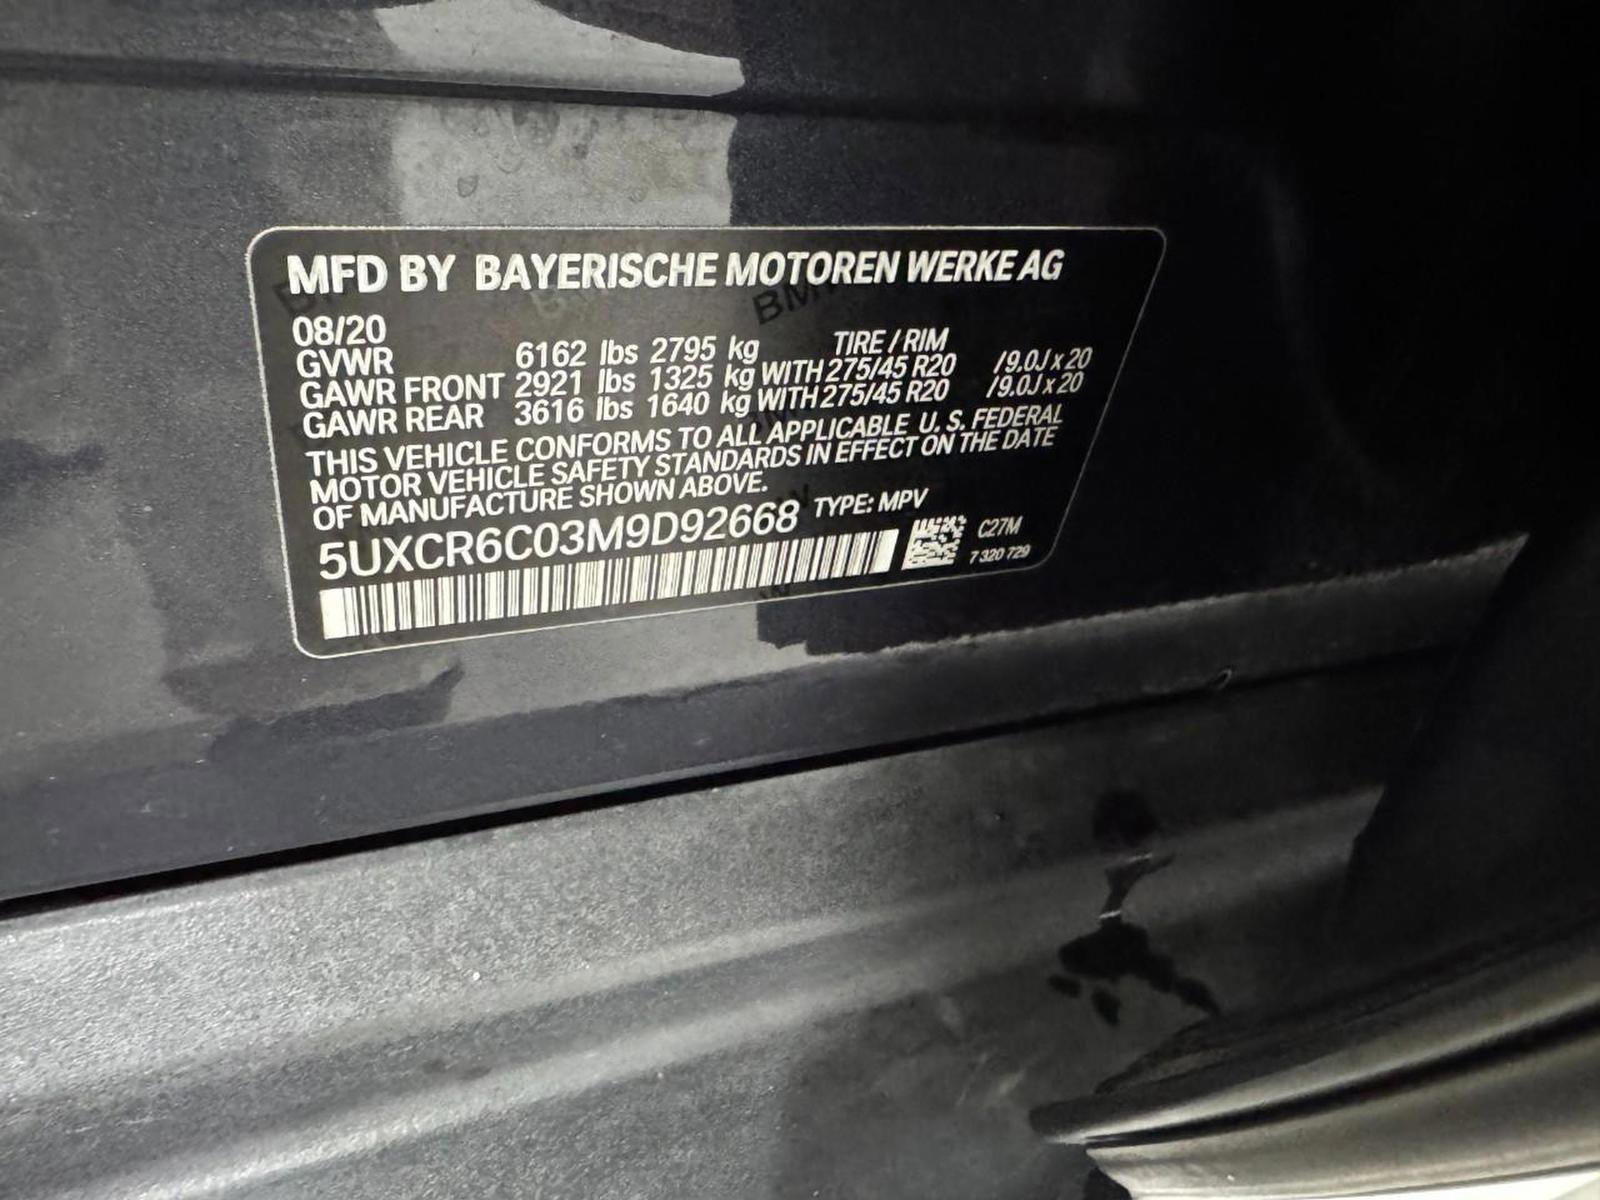 MFD BY BAYERISCHE MOTOREN WERKE AG
08/20 TIRE / RIM
GVWR 6162 lbs 2795 kg
GAWR FRONT 2921 lbs 1325 kg WITH 275/45 R20 /9.0J x 20
GAWR REAR 3616 lbs 1640 kg WITH 275/45 R20 /9.0J x 20
THIS VEHICLE CONFORMS TO ALL APPLICABLE U. S. FEDERAL
MOTOR VEHICLE SAFETY STANDARDS IN EFFECT ON THE DATE
OF MANUFACTURE SHOWN ABOVE.
5UXCR6C03M9D92668 TYPE: MPV
C27M
7 320 729